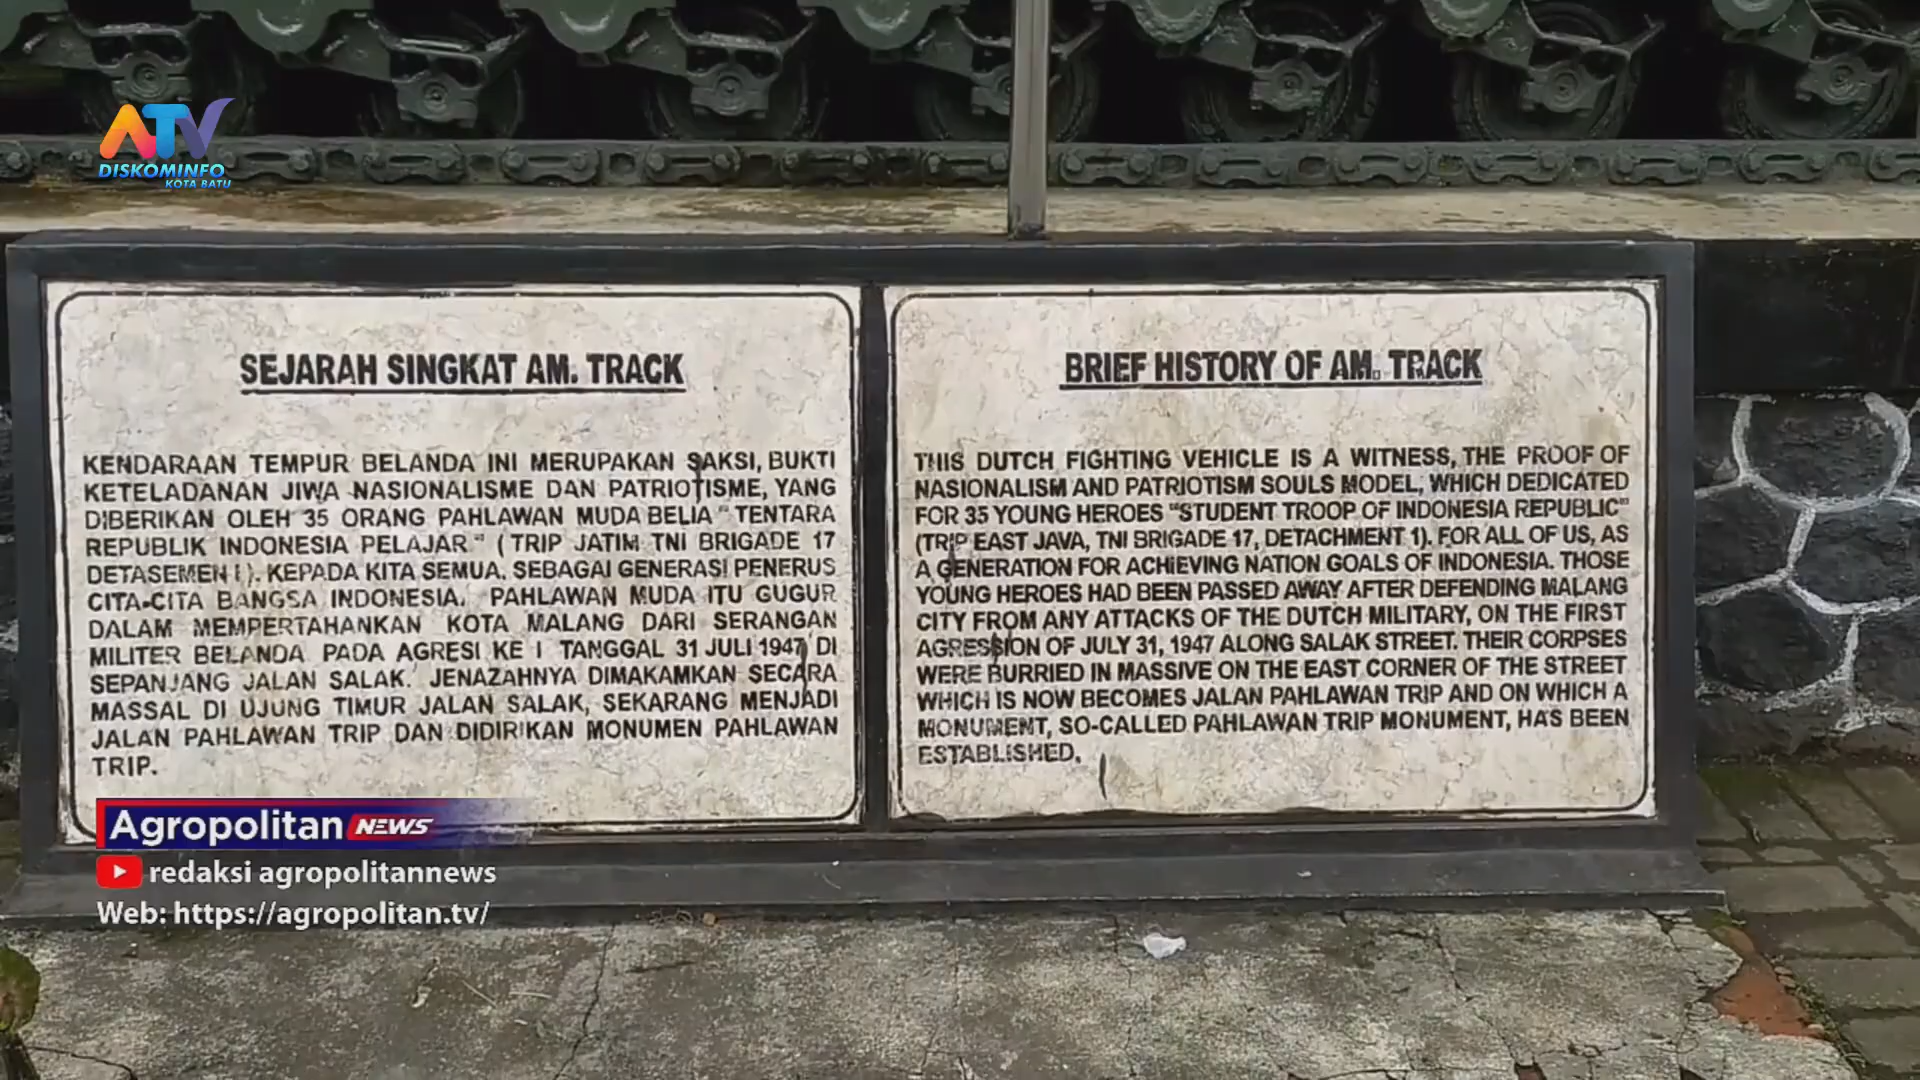 ATV
DISKOMINFO
KOTA BATU
SEJARAH SINGKAT AM. TRACK
KENDARAAN TEMPUR BELANDA INI MERUPAKAN SAKSI, BUKTI
KETELADANAN JIWA NASIONALISME DAN PATRIOTISME, YANG
DIBERIKAN OLEH 35 ORANG PAHLAWAN MUDA BELIA " TENTARA
REPUBLIK INDONESIA PELAJAR " ( TRIP JATIM TNI BRIGADE 17
DETASEMEN I ). KEPADA KITA SEMUA, SEBAGAI GENERASI PENERUS
CITA-CITA BANGSA INDONESIA. PAHLAWAN MUDA ITU GUGUR
DALAM MEMPERTAHANKAN KOTA MALANG DARI SERANGAN
MILITER BELANDA PADA AGRESI KE I TANGGAL 31 JULI 1947 DI
SEPANJANG JALAN SALAK. JENAZAHNYA DIMAKAMKAN SECARA
MASSAL DI UJUNG TIMUR JALAN SALAK, SEKARANG MENJADI
JALAN PAHLAWAN TRIP DAN DIDIRIKAN MONUMEN PAHLAWAN
TRIP.
BRIEF HISTORY OF AM. TRACK
THIS DUTCH FIGHTING VEHICLE IS A WITNESS, THE PROOF OF
NASIONALISM AND PATRIOTISM SOULS MODEL, WHICH DEDICATED
FOR 35 YOUNG HEROES "STUDENT TROOP OF INDONESIA REPUBLIC"
(TRIP EAST JAVA, TNI BRIGADE 17, DETACHMENT 1). FOR ALL OF US, AS
A GENERATION FOR ACHIEVING NATION GOALS OF INDONESIA. THOSE
YOUNG HEROES HAD BEEN PASSED AWAY AFTER DEFENDING MALANG
CITY FROM ANY ATTACKS OF THE DUTCH MILITARY, ON THE FIRST
AGRESSION OF JULY 31, 1947 ALONG SALAK STREET. THEIR CORPSES
WERE BURRIED IN MASSIVE ON THE EAST CORNER OF THE STREET
WHICH IS NOW BECOMES JALAN PAHLAWAN TRIP AND ON WHICH A
MONUMENT, SO-CALLED PAHLAWAN TRIP MONUMENT, HAS BEEN
ESTABLISHED.
Agropolitan NEWS
redaksi agropolitannews
Web: https://agropolitan.tv/